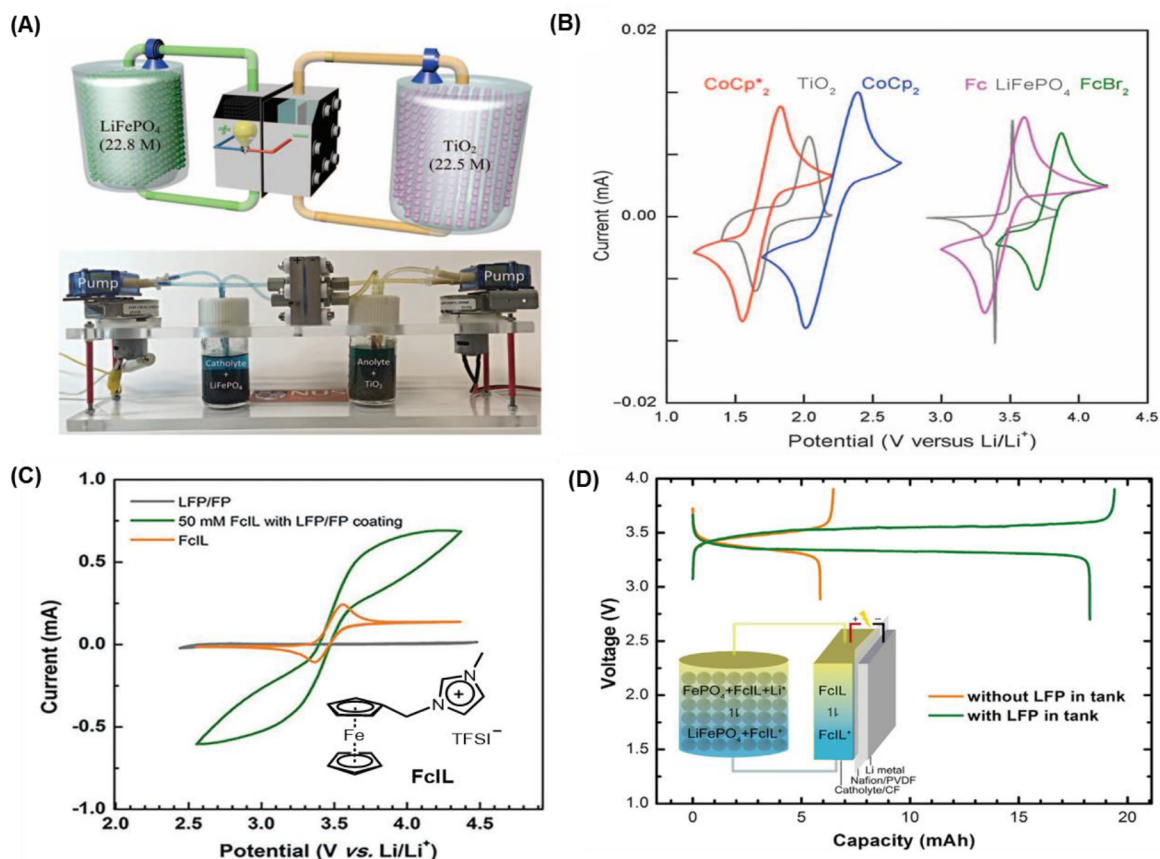 (A)
LiFePO₄
(22.8 M)
TiO₂
(22.5 M)
+
−
Pump
Pump
Catholyte
+
LiFePO₄
Anolyte
+
TiO₂
(B)
0.02
0.00
−0.02
Current (mA)
CoCp*₂ TiO₂ CoCp₂ Fc LiFePO₄ FcBr₂
1.2 1.5 2.0 3.0 3.5 4.0 4.5
Potential (V versus Li/Li⁺)
(C)
1.0
0.5
0.0
-0.5
-1.0
Current (mA)
LFP/FP
50 mM FcIL with LFP/FP coating
FcIL
N
N
+
Fe
TFSI⁻
FcIL
2.0 2.5 3.0 3.5 4.0 4.5
Potential (V vs. Li/Li⁺)
(D)
4.0
3.5
3.0
2.5
2.0
1.5
1.0
Voltage (V)
+ −
FePO₄+FcIL+Li⁺
⥮
LiFePO₄+FcIL⁺
FcIL
⥮
FcIL⁺
Li metal
Nafion/PVDF
Catholyte/CF
without LFP in tank
with LFP in tank
0 5 10 15 20
Capacity (mAh)